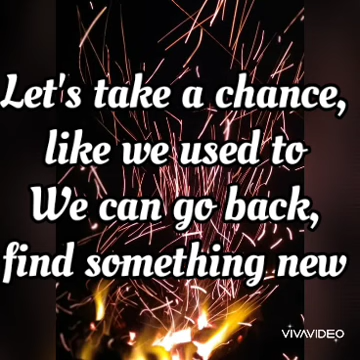 Let's take a chance,
like we used to
We can go back,
find something new
VIVAVIDEO